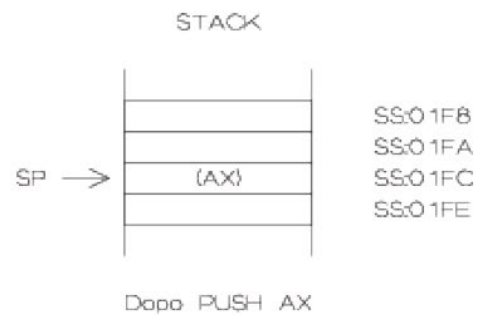 STACK
SS:01F8
SS:01FA
SP (AX) SS:01FC
SS:01FE
Dopo PUSH AX